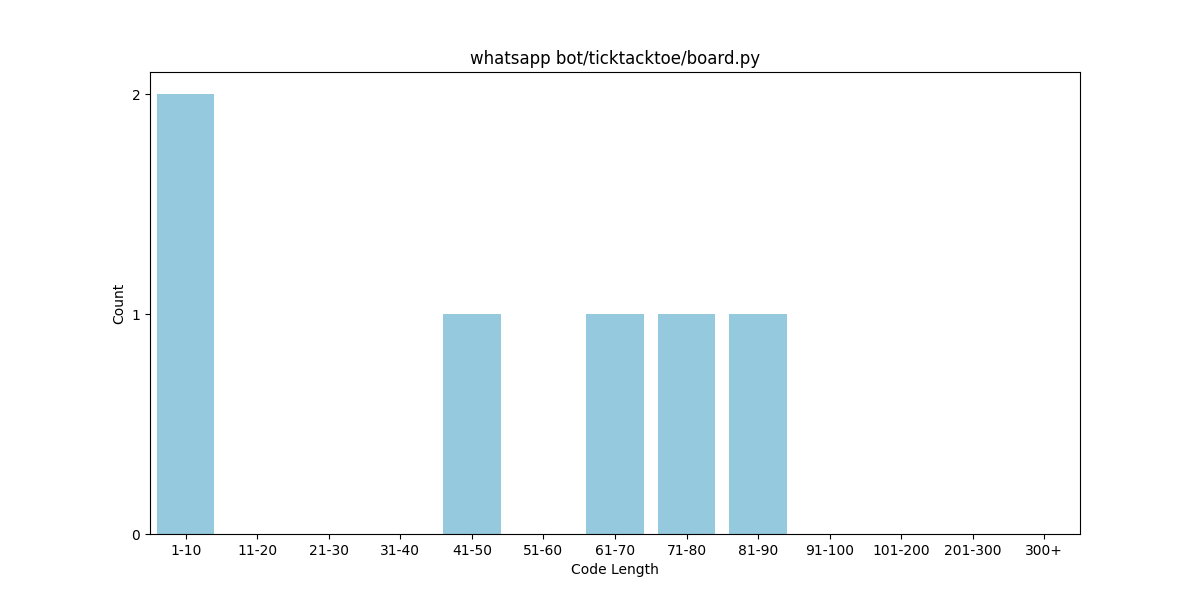 whatsapp bot/ticktacktoe/board.py
2
1
0
Count
1-10 11-20 21-30 31-40 41-50 51-60 61-70 71-80 81-90 91-100 101-200 201-300 300+
Code Length